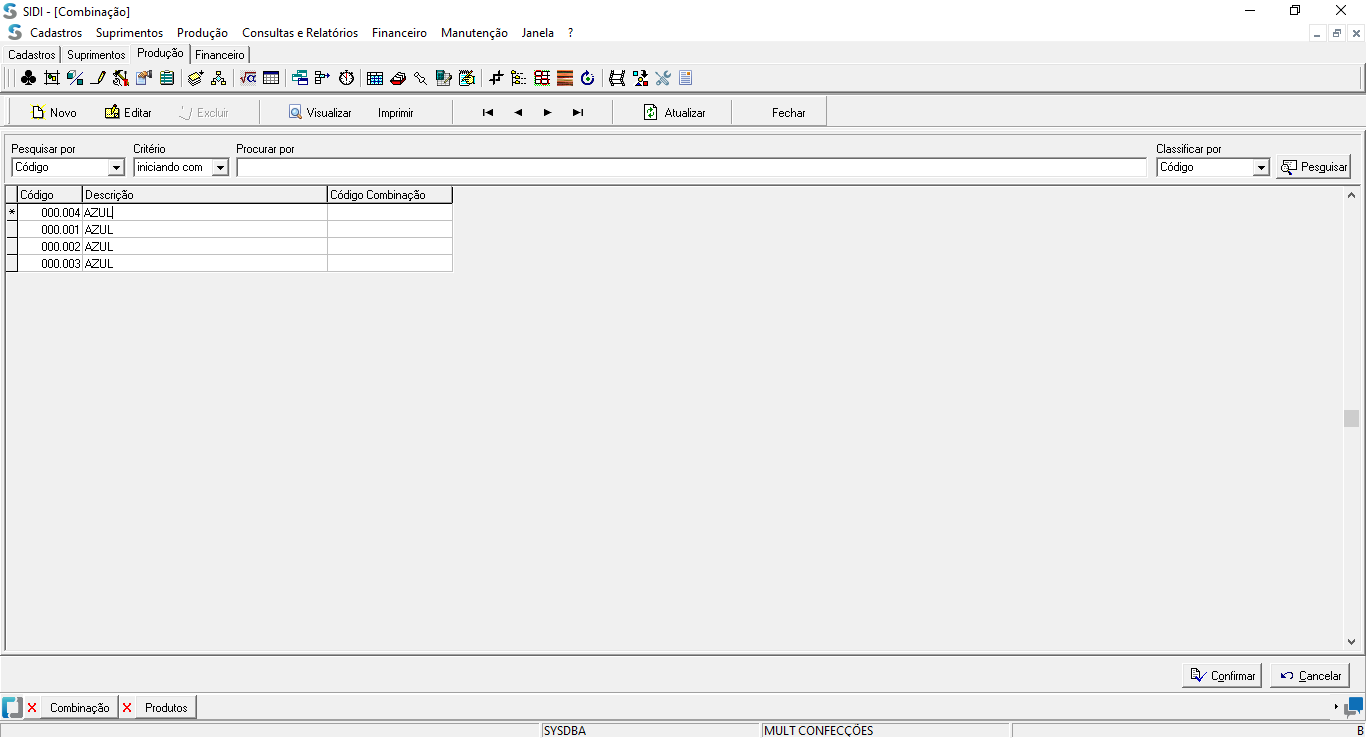 SIDI - [Combinação]
Cadastros Suprimentos Produção Consultas e Relatórios Financeiro Manutenção Janela ?
Cadastros Suprimentos Produção Financeiro
Novo Editar Excluir Visualizar Imprimir Atualizar Fechar
Pesquisar por Critério Procurar por Classificar por
Código iniciando com Código Pesquisar
Código Descrição Código Combinação
* 000.004 AZUL
000.001 AZUL
000.002 AZUL
000.003 AZUL
Confirmar Cancelar
Combinação Produtos
SYSDBA MULT CONFECÇÕES B